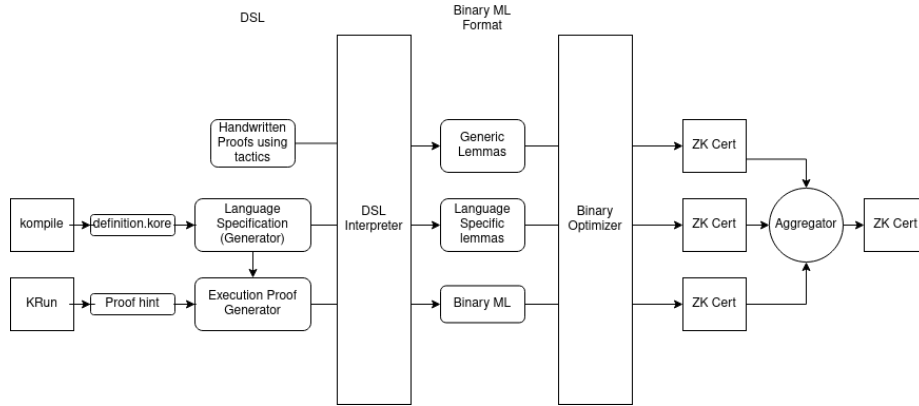 DSL
Binary ML
Format
Handwritten
Proofs using
tactics
Generic
Lemmas
ZK Cert
kompile
definition.kore
Language
Specification
(Generator)
DSL
Interpreter
Language
Specific
lemmas
Binary
Optimizer
ZK Cert
Aggregator
ZK Cert
KRun
Proof hint
Execution Proof
Generator
Binary ML
ZK Cert